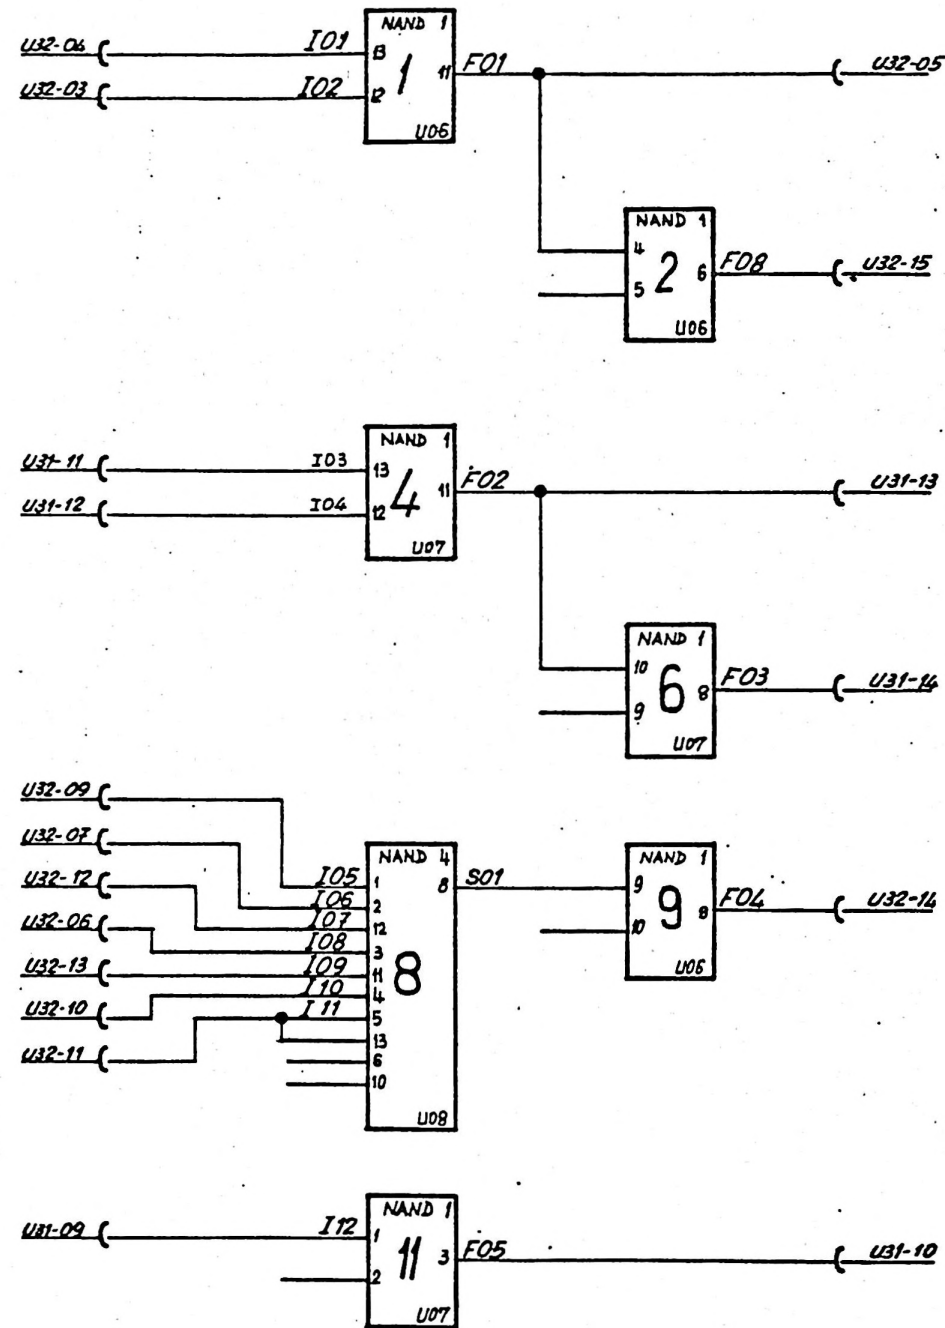 NAND 1
U32-04 I01 13
1
11 F01 U32-05
U32-03 I02 12
U06
NAND 1
4
2
6 F08 U32-15
5
U06
NAND 1
U31-11 I03 13
4
11 F02 U31-13
U31-12 I04 12
U07
NAND 1
10
6
8 F03 U31-14
9
U07
U32-09
U32-07
U32-12
U32-06
U32-13
U32-10
U32-11
NAND 4
I05 1
8 S01
I06 2
I07 12
I08 3
I09 11
I10 4
I11 5
13
6
10
8
U08
NAND 1
9
9
8 F04 U32-14
10
U06
NAND 1
U31-09 I12 1
11
3 F05 U31-10
2
U07